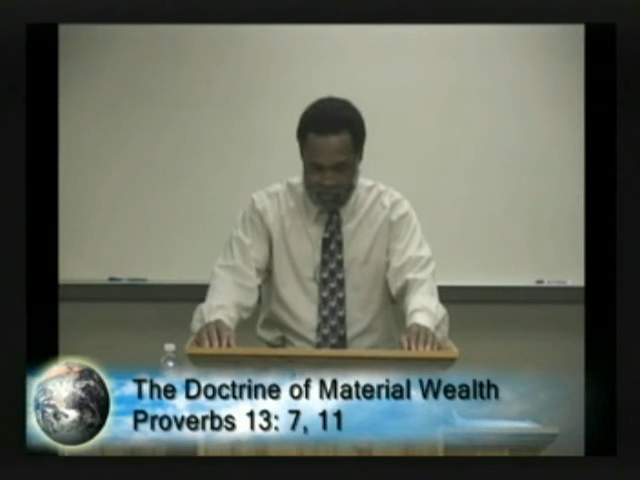 The Doctrine of Material Wealth
Proverbs 13: 7, 11